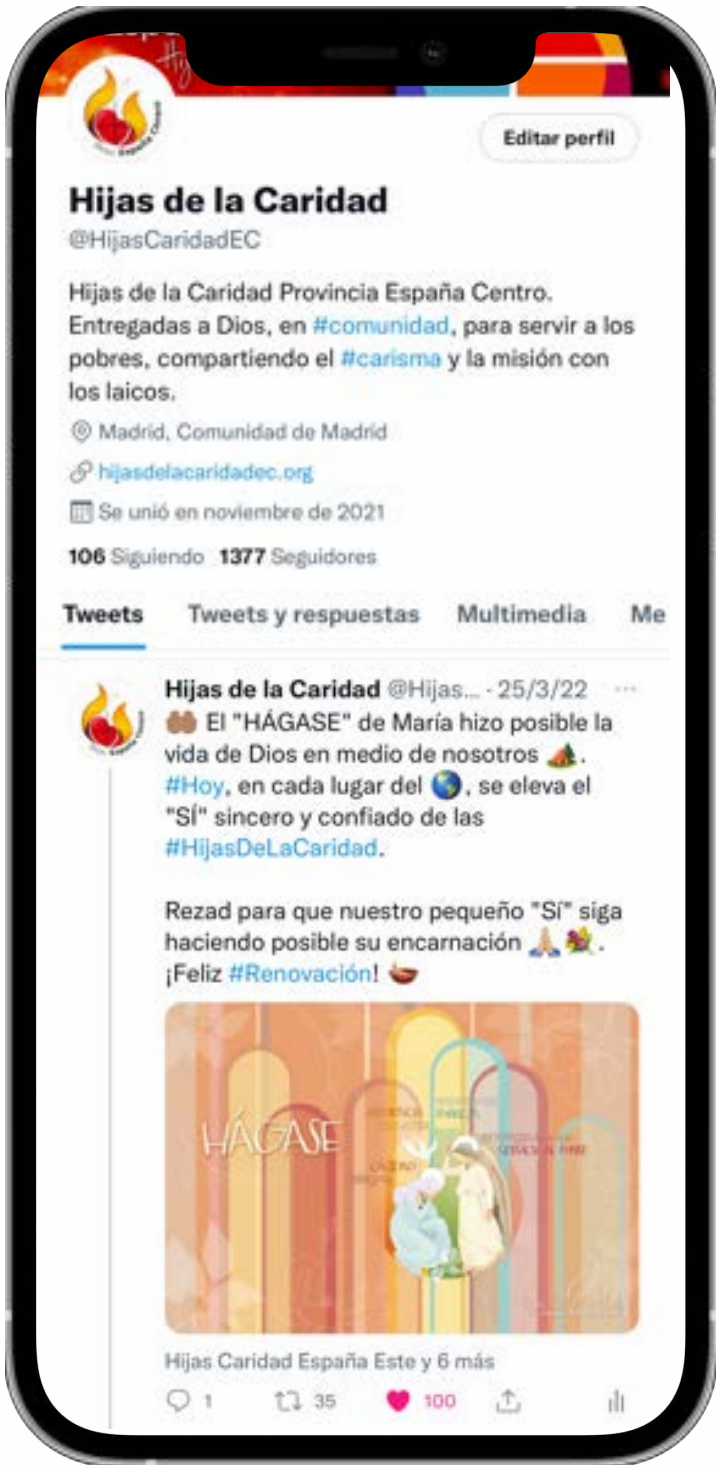 Editar perfil
Hijas de la Caridad
@HijasCaridadEC
Hijas de la Caridad Provincia España Centro.
Entregadas a Dios, en #comunidad, para servir a los
pobres, compartiendo el #carisma y la misión con
los laicos.
Madrid, Comunidad de Madrid
hijasdelacaridadec.org
Se unió en noviembre de 2021
106 Siguiendo 1377 Seguidores
Tweets Tweets y respuestas Multimedia Me
Hijas de la Caridad @Hijas... · 25/3/22 ...
🤲🏾 El "HÁGASE" de María hizo posible la
vida de Dios en medio de nosotros 🏕️.
#Hoy, en cada lugar del 🌎, se eleva el
"SÍ" sincero y confiado de las
#HijasDeLaCaridad.
Rezad para que nuestro pequeño "Sí" siga
haciendo posible su encarnación 🙏🏼 💐.
¡Feliz #Renovación! 🪔
HÁGASE
Hijas Caridad España Este y 6 más
1 35 100